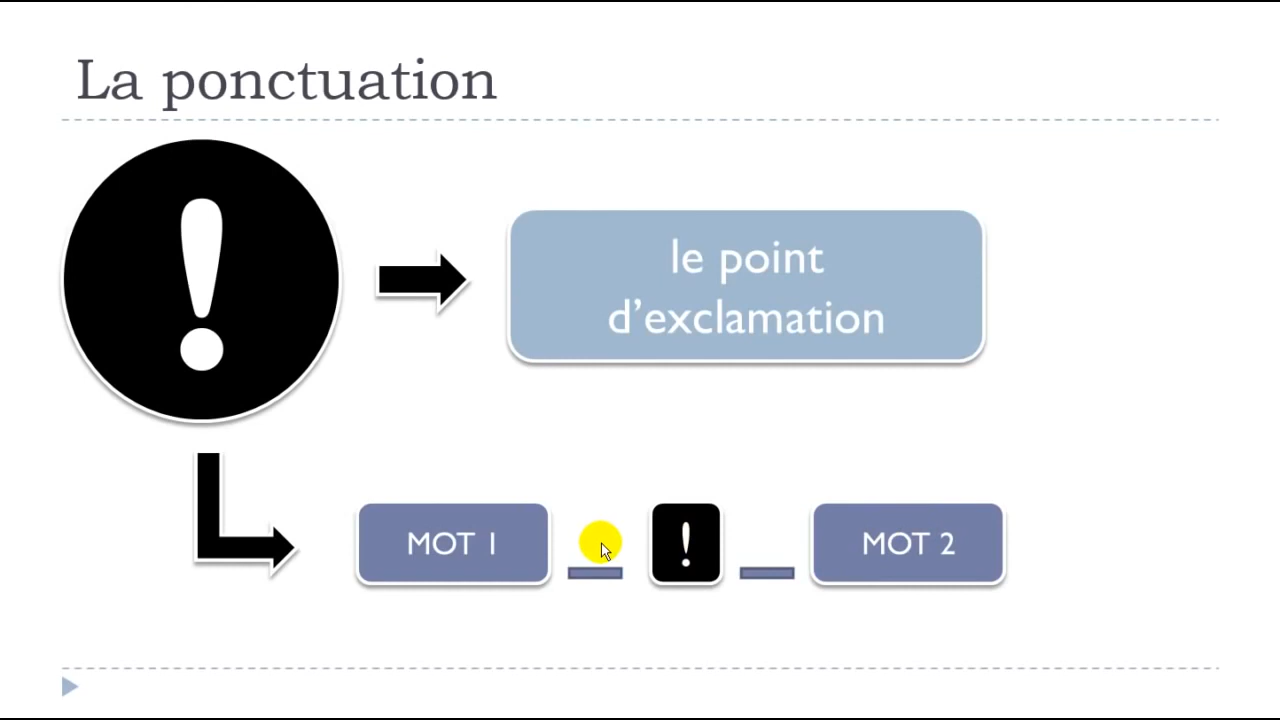 La ponctuation
!
le point
d’exclamation
MOT 1 _ ! _ MOT 2